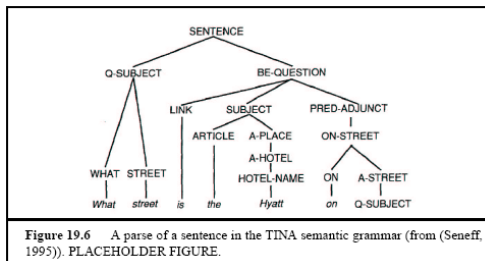 SENTENCE
Q-SUBJECT BE-QUESTION
LINK SUBJECT PRED-ADJUNCT
ARTICLE A-PLACE ON-STREET
A-HOTEL
WHAT STREET HOTEL-NAME ON A-STREET
What street is the Hyatt on Q-SUBJECT
Figure 19.6 A parse of a sentence in the TINA semantic grammar (from (Seneff,
1995)). PLACEHOLDER FIGURE.